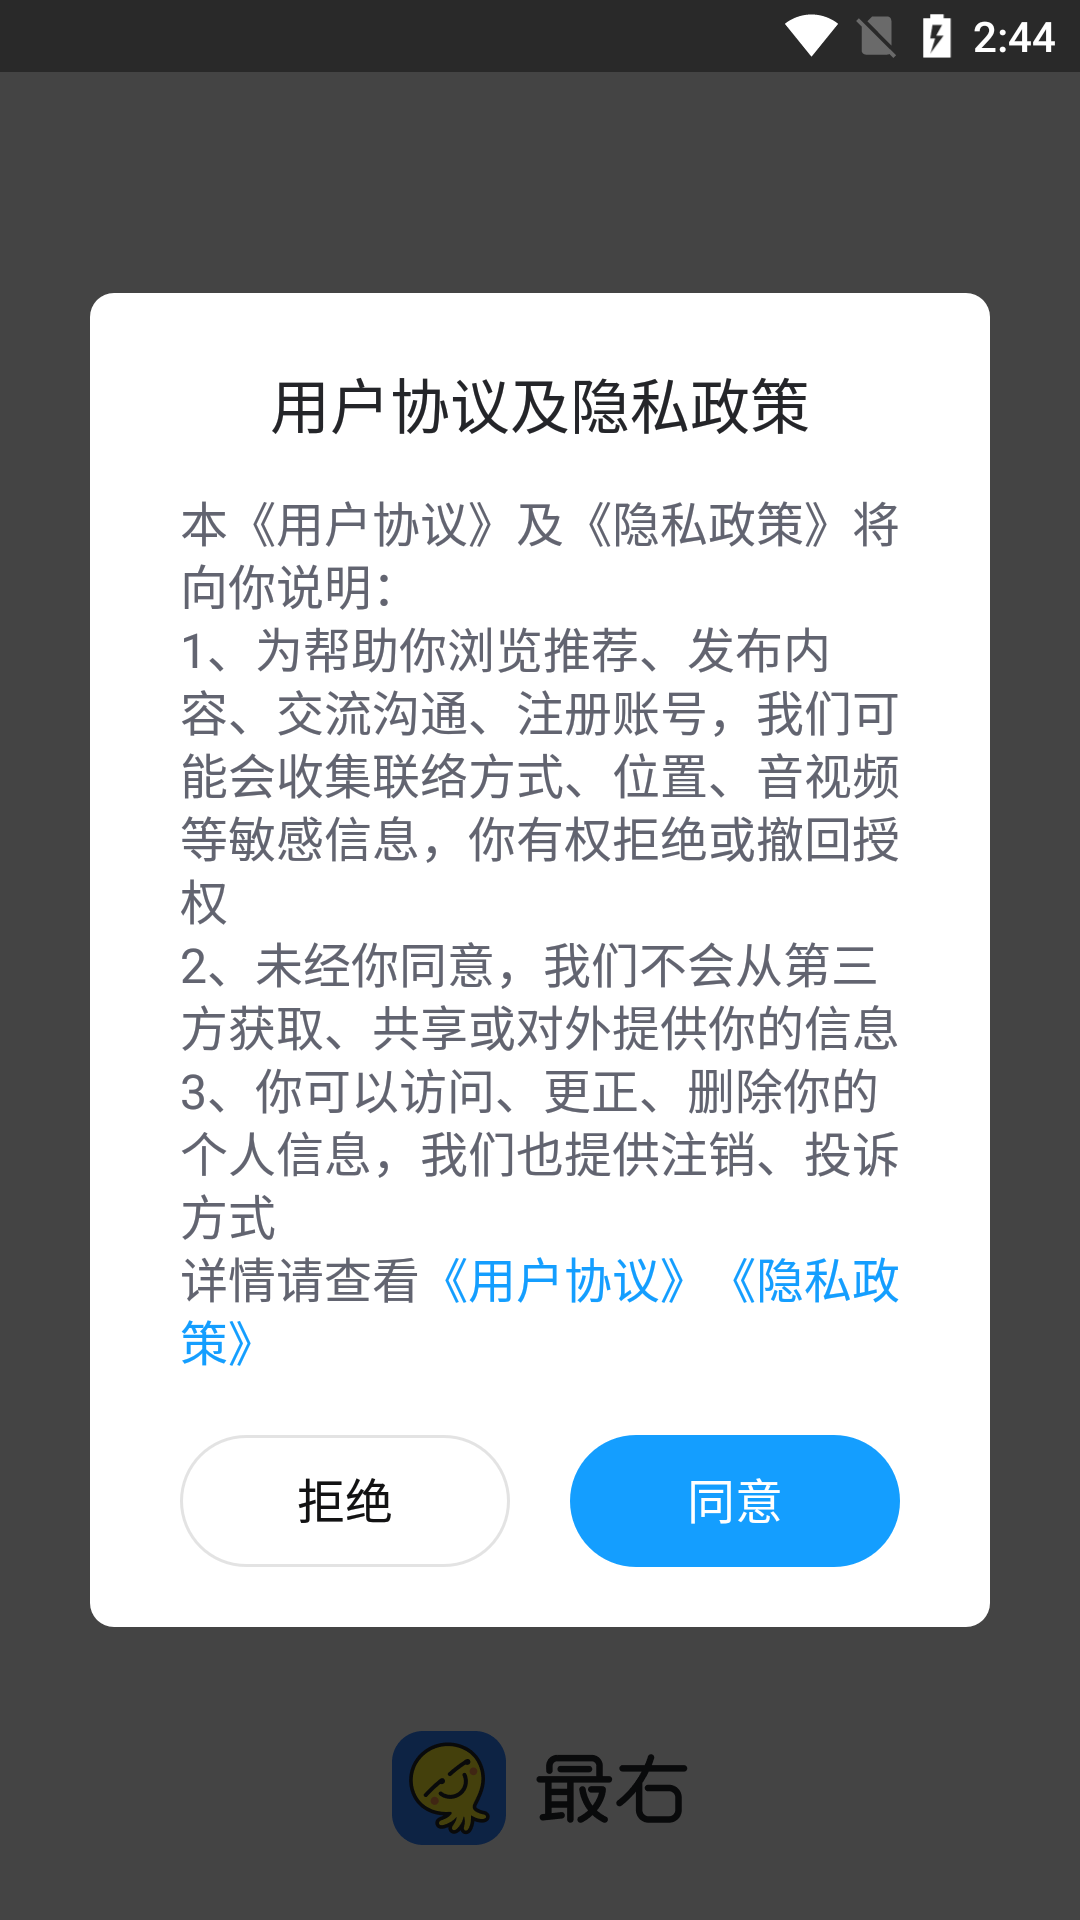 2:44
用户协议及隐私政策
本《用户协议》及《隐私政策》将
向你说明：
1、为帮助你浏览推荐、发布内
容、交流沟通、注册账号，我们可
能会收集联络方式、位置、音视频
等敏感信息，你有权拒绝或撤回授
权
2、未经你同意，我们不会从第三
方获取、共享或对外提供你的信息
3、你可以访问、更正、删除你的
个人信息，我们也提供注销、投诉
方式
详情请查看《用户协议》《隐私政
策》
拒绝
同意
最右